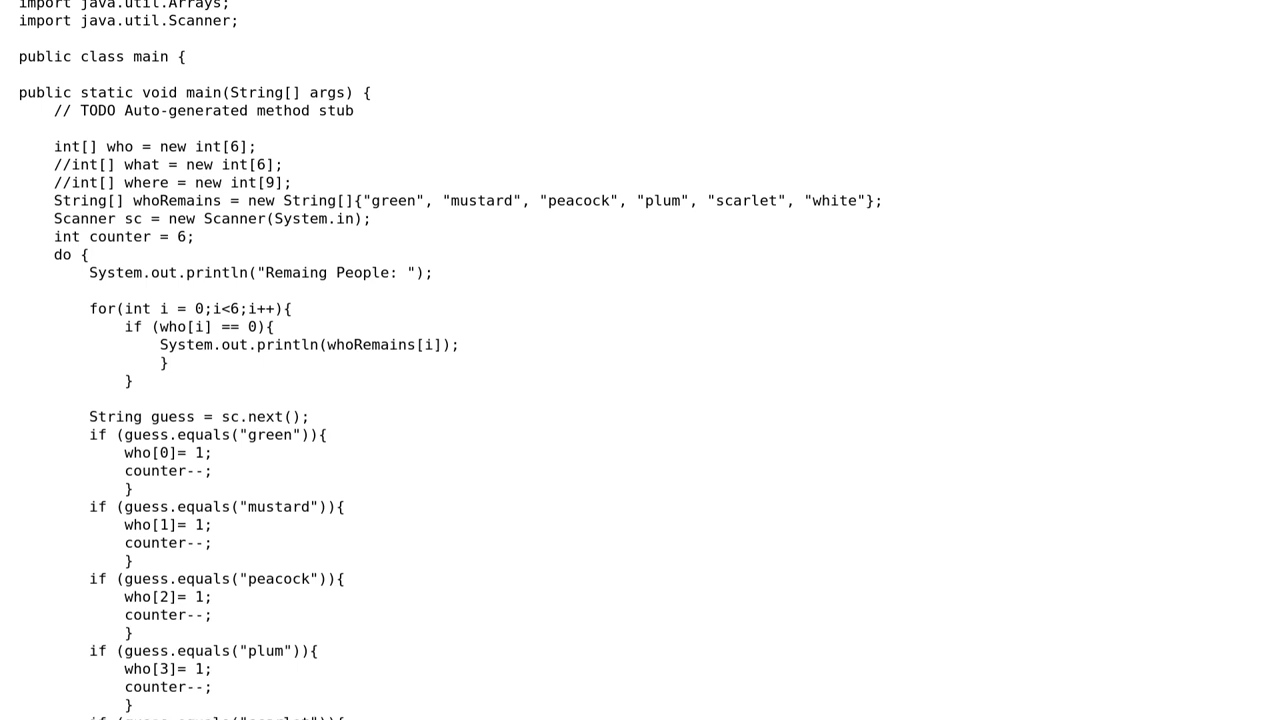 import java.util.Arrays;
import java.util.Scanner;

public class main {

public static void main(String[] args) {
    // TODO Auto-generated method stub

    int[] who = new int[6];
    //int[] what = new int[6];
    //int[] where = new int[9];
    String[] whoRemains = new String[]{"green", "mustard", "peacock", "plum", "scarlet", "white"};
    Scanner sc = new Scanner(System.in);
    int counter = 6;
    do {
        System.out.println("Remaing People: ");

        for(int i = 0;i<6;i++){
            if (who[i] == 0){
                System.out.println(whoRemains[i]);
                }
            }

        String guess = sc.next();
        if (guess.equals("green")){
            who[0]= 1;
            counter--;
            }
        if (guess.equals("mustard")){
            who[1]= 1;
            counter--;
            }
        if (guess.equals("peacock")){
            who[2]= 1;
            counter--;
            }
        if (guess.equals("plum")){
            who[3]= 1;
            counter--;
            }
        if (guess.equals("scarlet")){